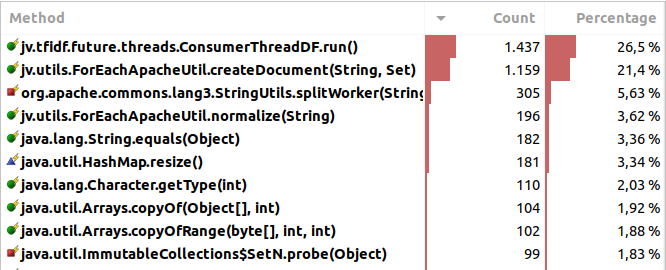 Method Count Percentage
jv.tfidf.future.threads.ConsumerThreadDF.run() 1.437 26,5 %
jv.utils.ForEachApacheUtil.createDocument(String, Set) 1.159 21,4 %
org.apache.commons.lang3.StringUtils.splitWorker(String 305 5,63 %
jv.utils.ForEachApacheUtil.normalize(String) 196 3,62 %
java.lang.String.equals(Object) 182 3,36 %
java.util.HashMap.resize() 181 3,34 %
java.lang.Character.getType(int) 110 2,03 %
java.util.Arrays.copyOf(Object[], int) 104 1,92 %
java.util.Arrays.copyOfRange(byte[], int, int) 102 1,88 %
java.util.ImmutableCollections$SetN.probe(Object) 99 1,83 %